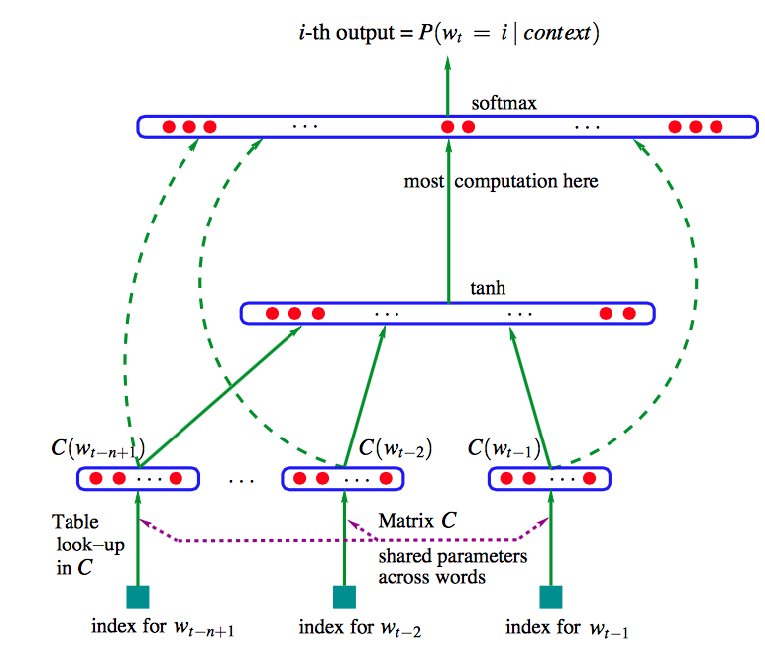 i-th output = P(w_t = i | context)
softmax
... ...
most computation here
tanh
... ...
C(w_{t−n+1}) C(w_{t−2}) C(w_{t−1})
... ... ... ...
Table
look−up
in C
Matrix C
shared parameters
across words
index for w_{t−n+1} index for w_{t−2} index for w_{t−1}